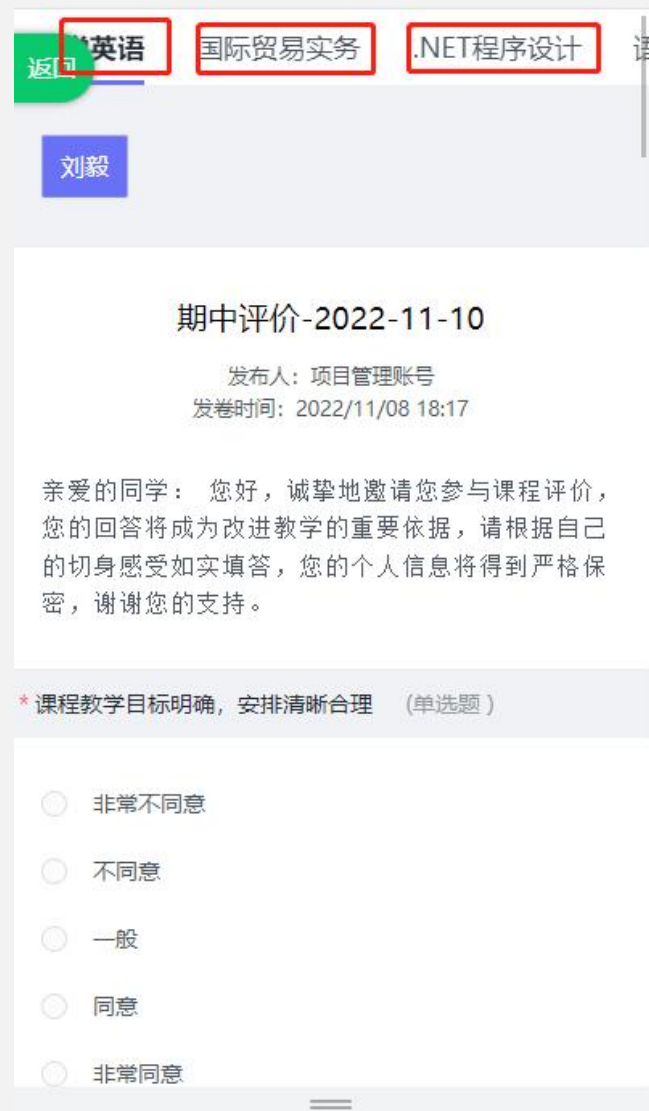 英语 国际贸易实务 .NET程序设计
返回
刘毅
期中评价-2022-11-10
发布人：项目管理账号
发卷时间：2022/11/08 18:17
亲爱的同学： 您好，诚挚地邀请您参与课程评价，
您的回答将成为改进教学的重要依据，请根据自己
的切身感受如实填答，您的个人信息将得到严格保
密，谢谢您的支持。
*课程教学目标明确，安排清晰合理 (单选题)
非常不同意
不同意
一般
同意
非常同意